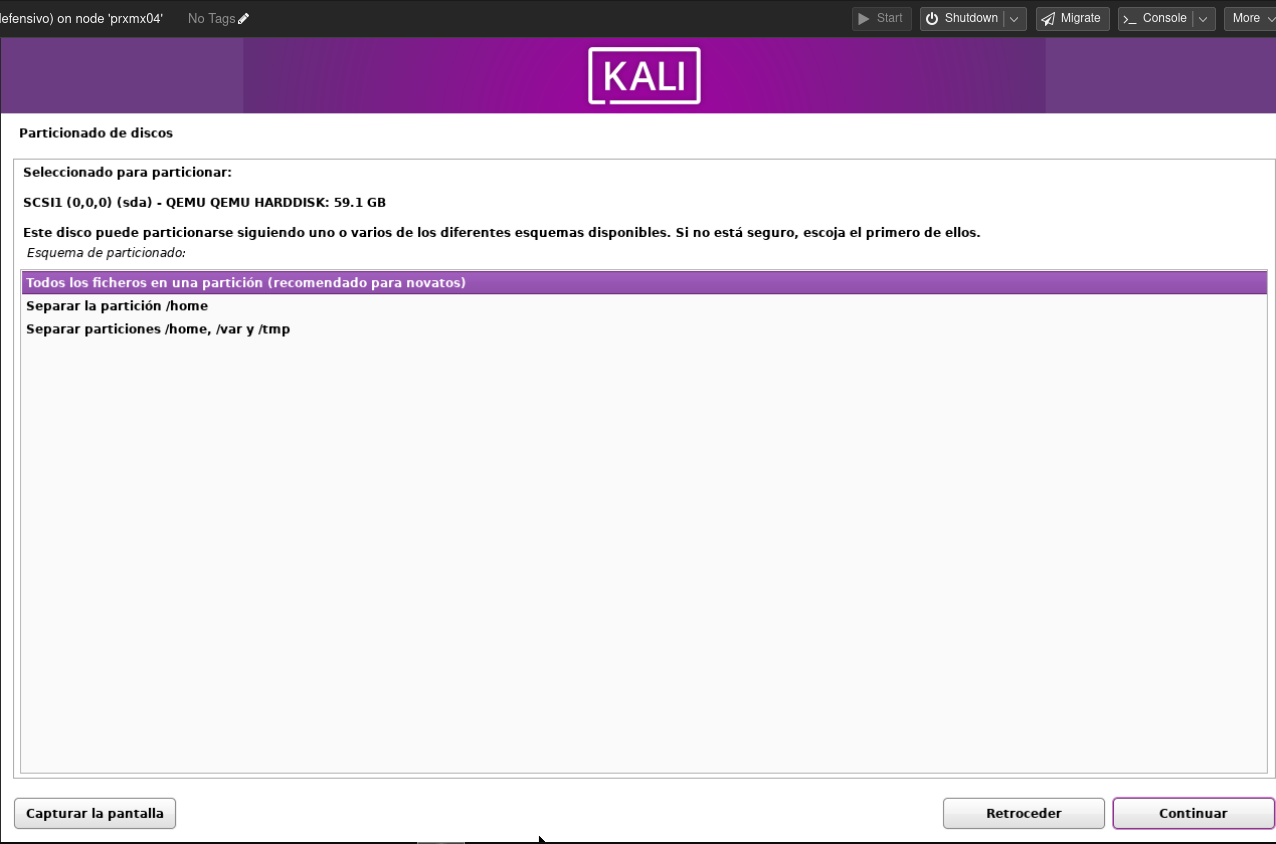 efensivo) on node 'prxmx04' No Tags Start Shutdown Migrate Console More
KALI
Particionado de discos
Seleccionado para particionar:
SCSI1 (0,0,0) (sda) - QEMU QEMU HARDDISK: 59.1 GB
Este disco puede particionarse siguiendo uno o varios de los diferentes esquemas disponibles. Si no está seguro, escoja el primero de ellos.
Esquema de particionado:
Todos los ficheros en una partición (recomendado para novatos)
Separar la partición /home
Separar particiones /home, /var y /tmp
Capturar la pantalla Retroceder Continuar